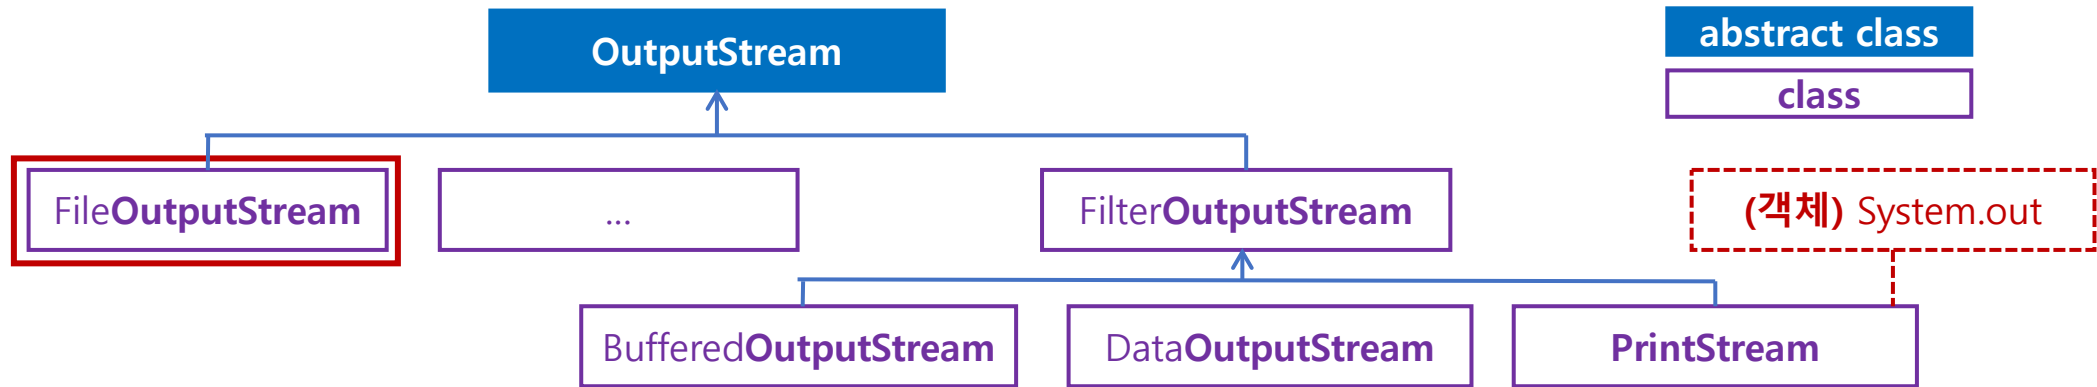 OutputStream
abstract class
class
FileOutputStream
...
FilterOutputStream
(객체) System.out
BufferedOutputStream
DataOutputStream
PrintStream